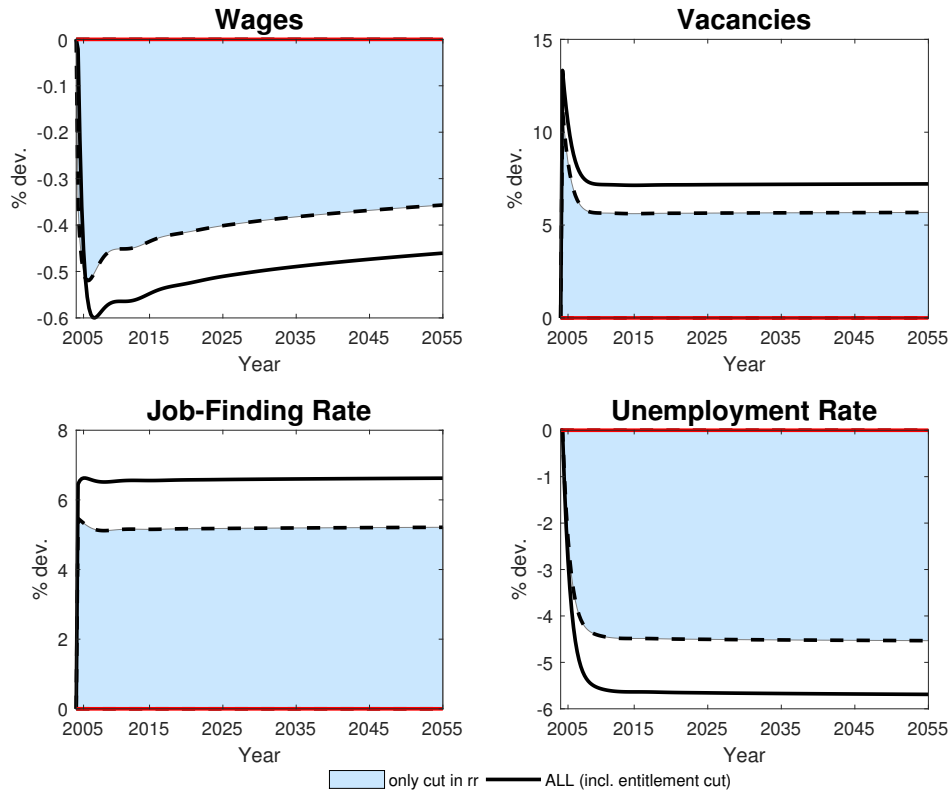 Wages
0
-0.1
-0.2
-0.3
-0.4
-0.5
-0.6
% dev.
2005 2015 2025 2035 2045 2055
Year
Vacancies
15
10
5
0
% dev.
2005 2015 2025 2035 2045 2055
Year
Job-Finding Rate
8
6
4
2
0
% dev.
2005 2015 2025 2035 2045 2055
Year
Unemployment Rate
0
-1
-2
-3
-4
-5
-6
% dev.
2005 2015 2025 2035 2045 2055
Year
only cut in rr ALL (incl. entitlement cut)